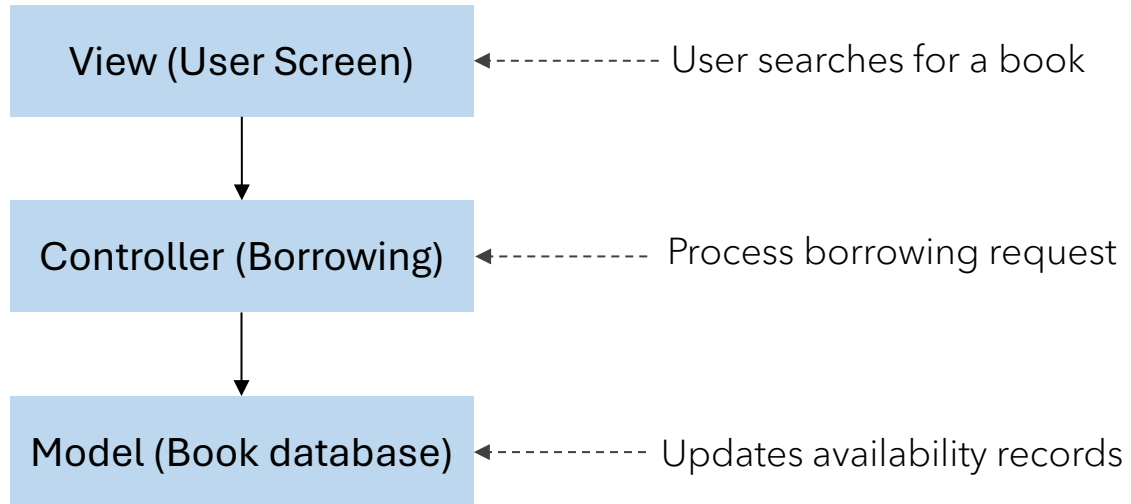 View (User Screen)
User searches for a book
Controller (Borrowing)
Process borrowing request
Model (Book database)
Updates availability records